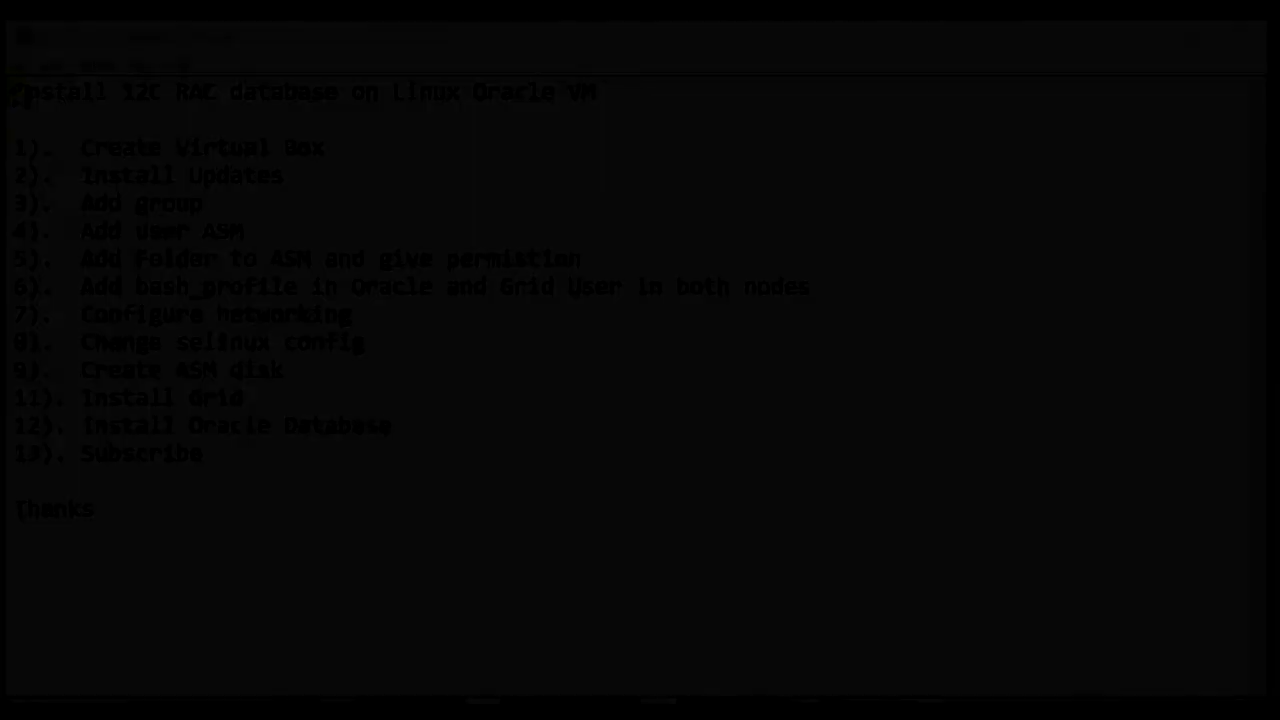 Install 12C RAC database on Linux Oracle VM
1). Create Virtual Box
2). Install Updates
3). Add group
4). Add user ASM
5). Add Folder to ASM and give permistion
6). Add bash_profile in Oracle and Grid User in both nodes
7). Configure networking
8). Change selinux config
9). Create ASM disk
11). Install Grid
12). Install Oracle Database
13). Subscribe
Thanks